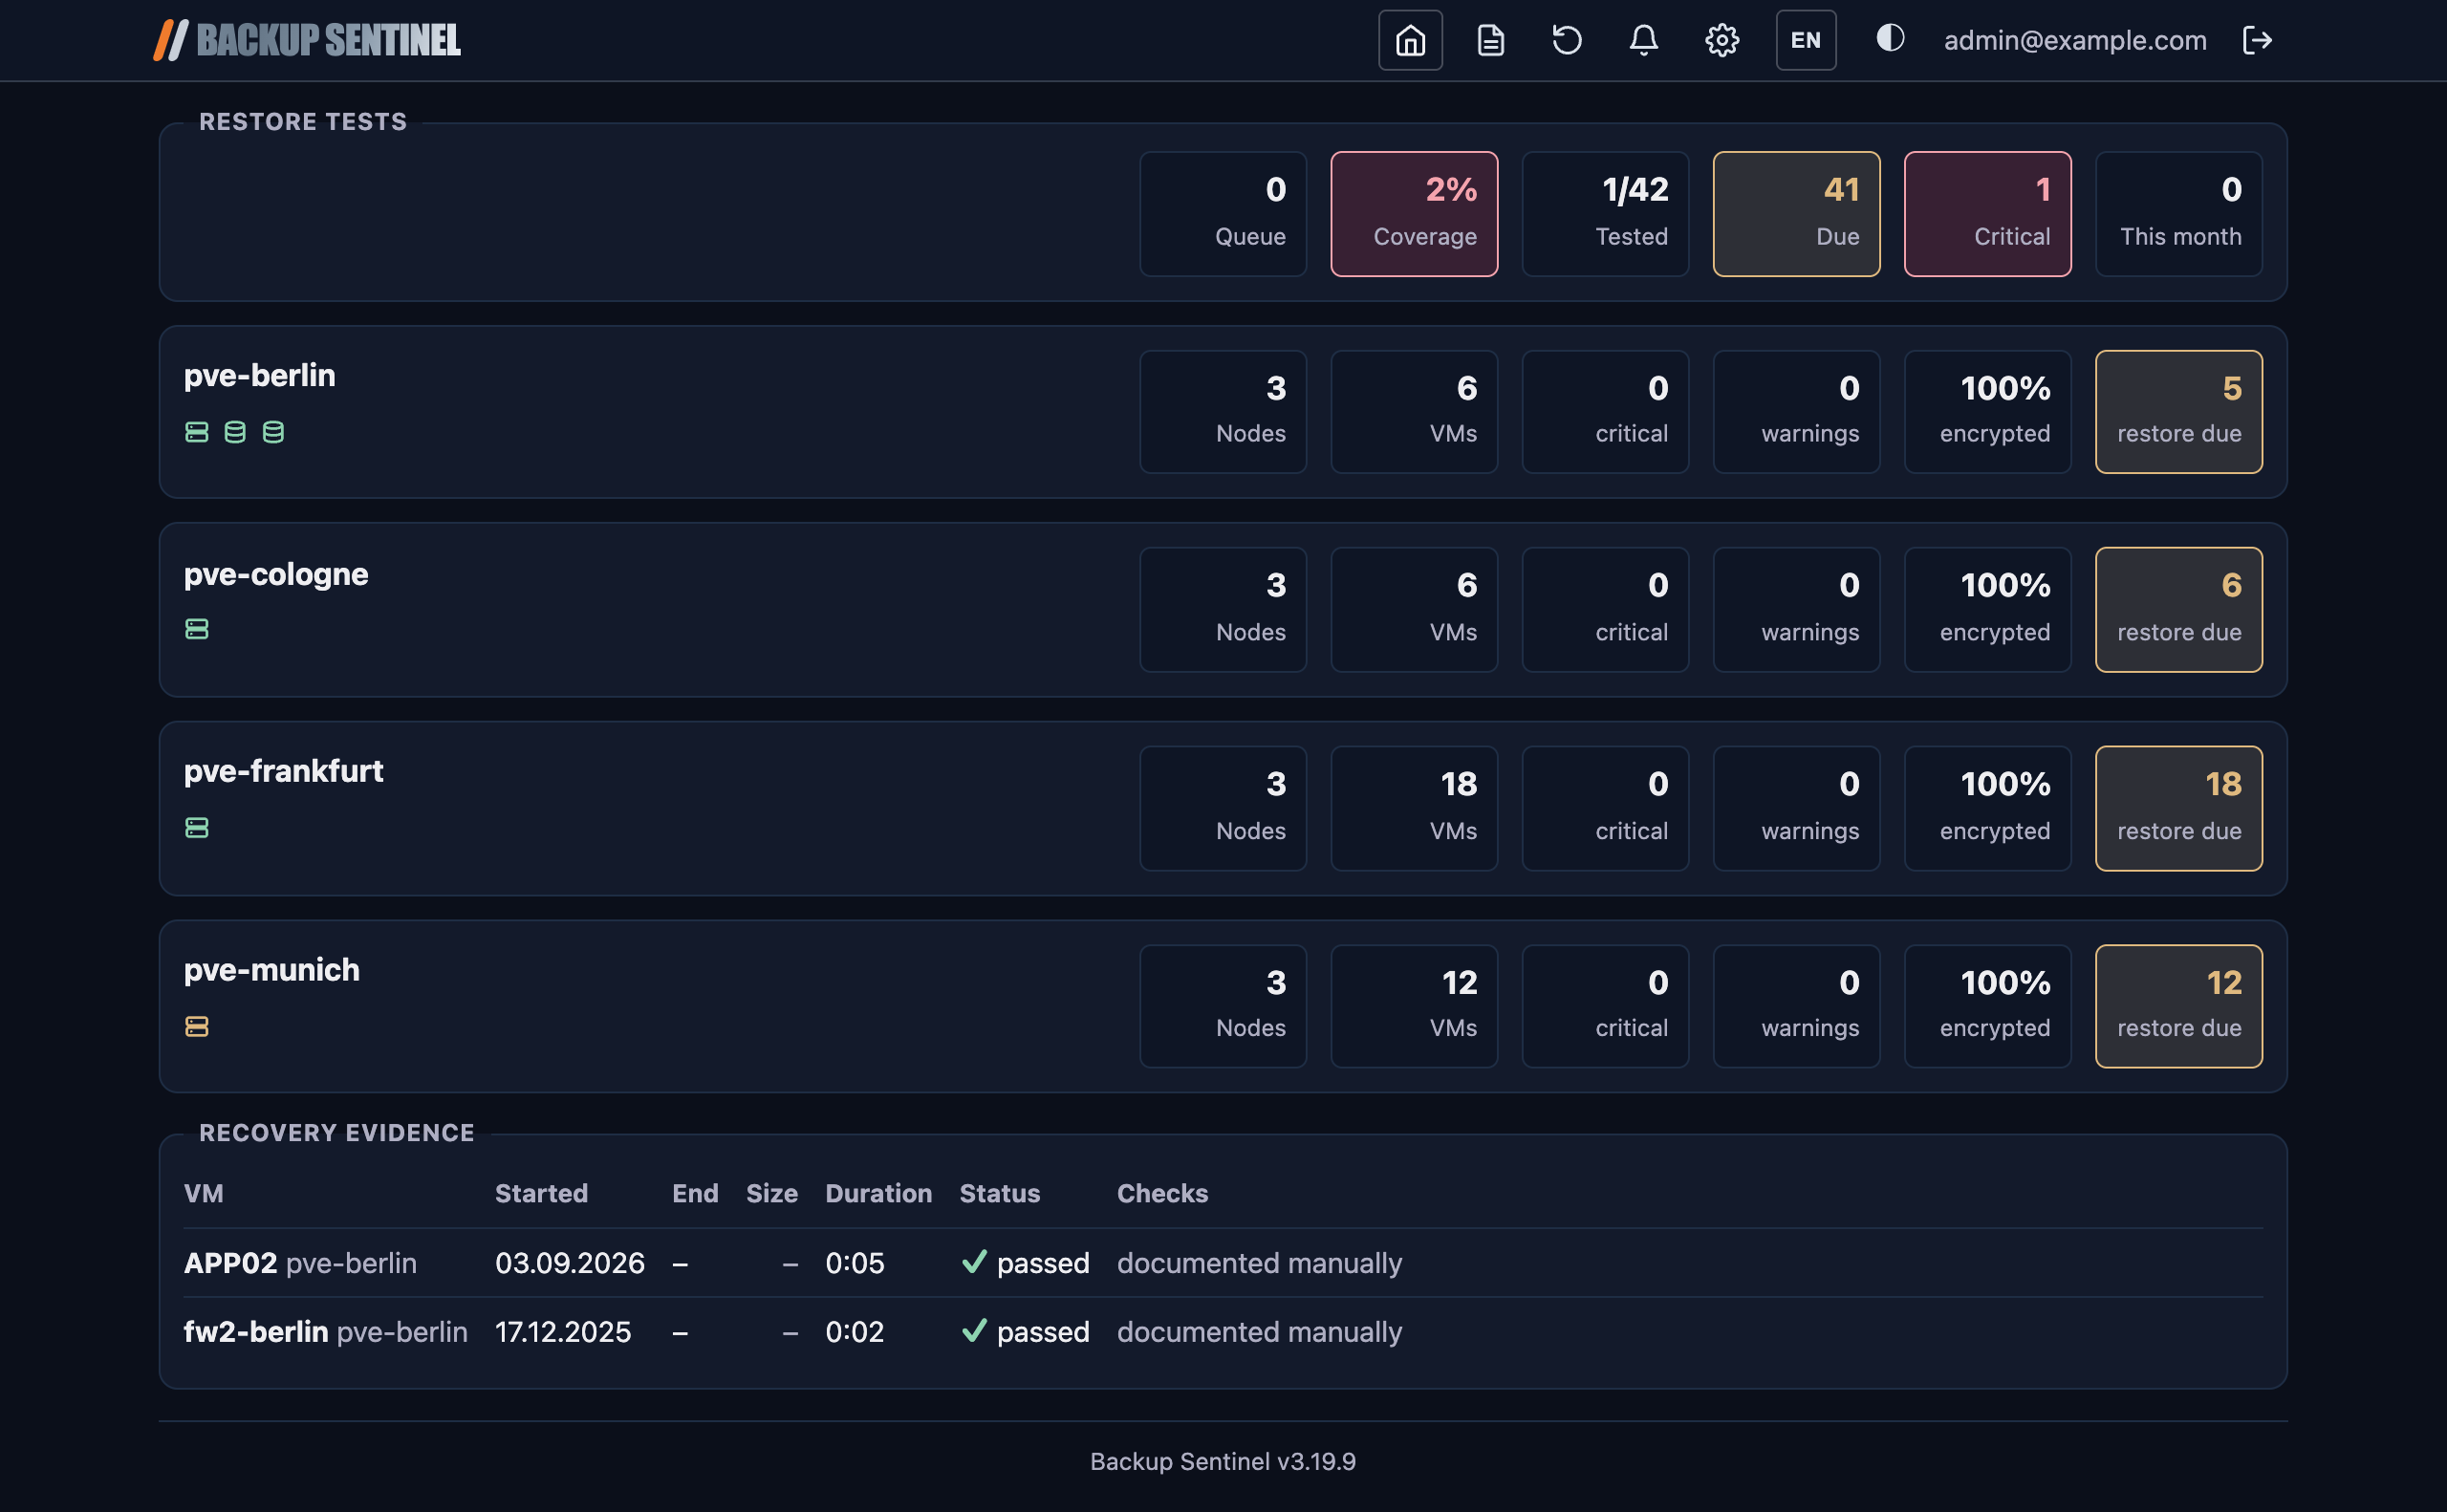 BACKUP SENTINEL
EN
admin@example.com
RESTORE TESTS
0 2% 1/42 41 1 0
Queue Coverage Tested Due Critical This month
pve-berlin
3 6 0 0 100% 5
Nodes VMs critical warnings encrypted restore due
pve-cologne
3 6 0 0 100% 6
Nodes VMs critical warnings encrypted restore due
pve-frankfurt
3 18 0 0 100% 18
Nodes VMs critical warnings encrypted restore due
pve-munich
3 12 0 0 100% 12
Nodes VMs critical warnings encrypted restore due
RECOVERY EVIDENCE
VM Started End Size Duration Status Checks
APP02 pve-berlin 03.09.2026 – – 0:05 ✓ passed documented manually
fw2-berlin pve-berlin 17.12.2025 – – 0:02 ✓ passed documented manually
Backup Sentinel v3.19.9